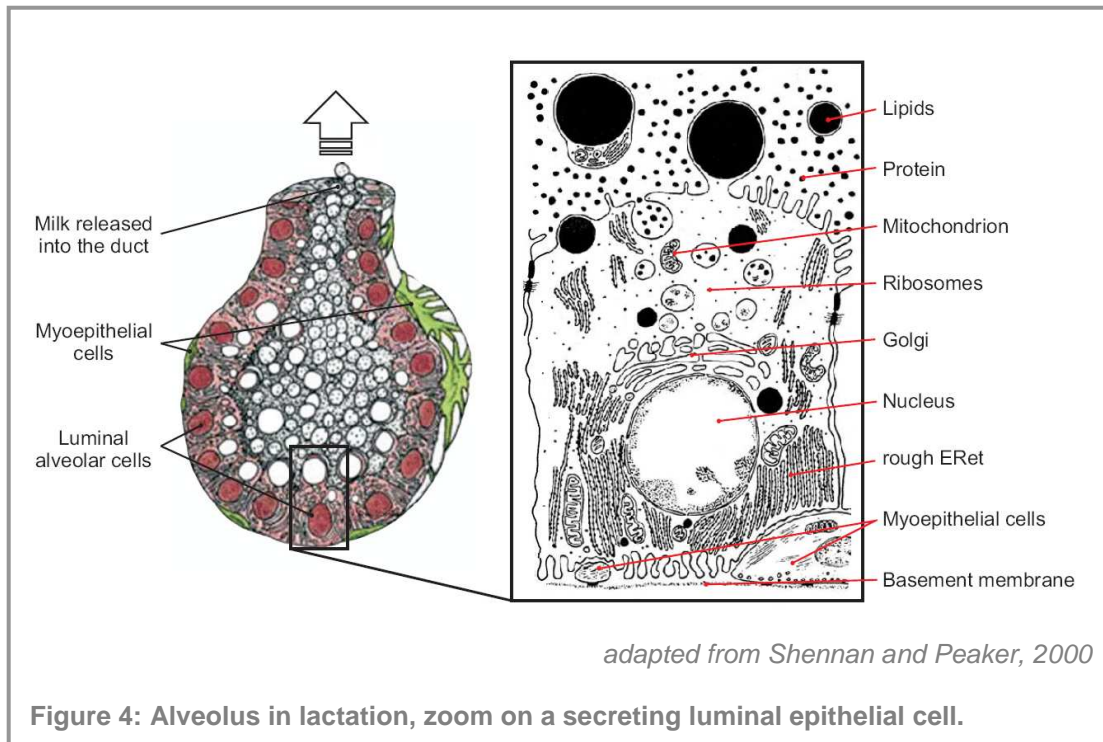 Milk released
into the duct
Myoepithelial
cells
Luminal
alveolar cells
Lipids
Protein
Mitochondrion
Ribosomes
Golgi
Nucleus
rough ERet
Myoepithelial cells
Basement membrane
adapted from Shennan and Peaker, 2000
Figure 4: Alveolus in lactation, zoom on a secreting luminal epithelial cell.